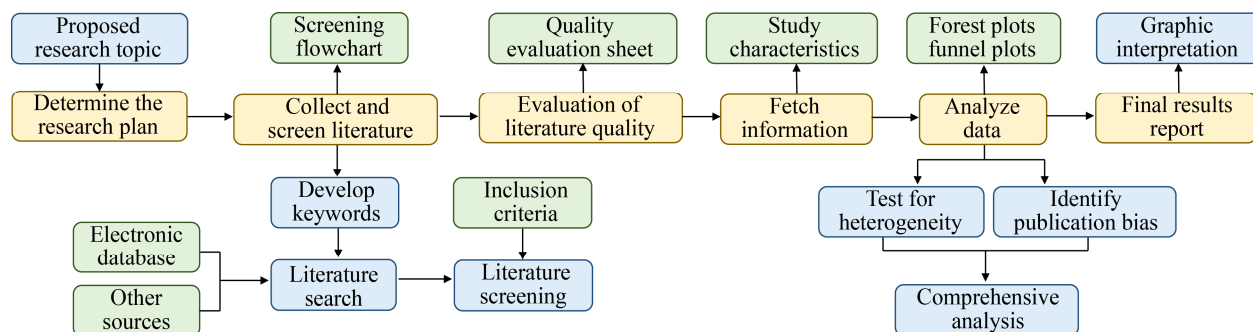 Proposed
research topic
Screening
flowchart
Quality
evaluation sheet
Study
characteristics
Forest plots
funnel plots
Graphic
interpretation
Determine the
research plan
Collect and
screen literature
Evaluation of
literature quality
Fetch
information
Analyze
data
Final results
report
Develop
keywords
Inclusion
criteria
Test for
heterogeneity
Identify
publication bias
Electronic
database
Other
sources
Literature
search
Literature
screening
Comprehensive
analysis